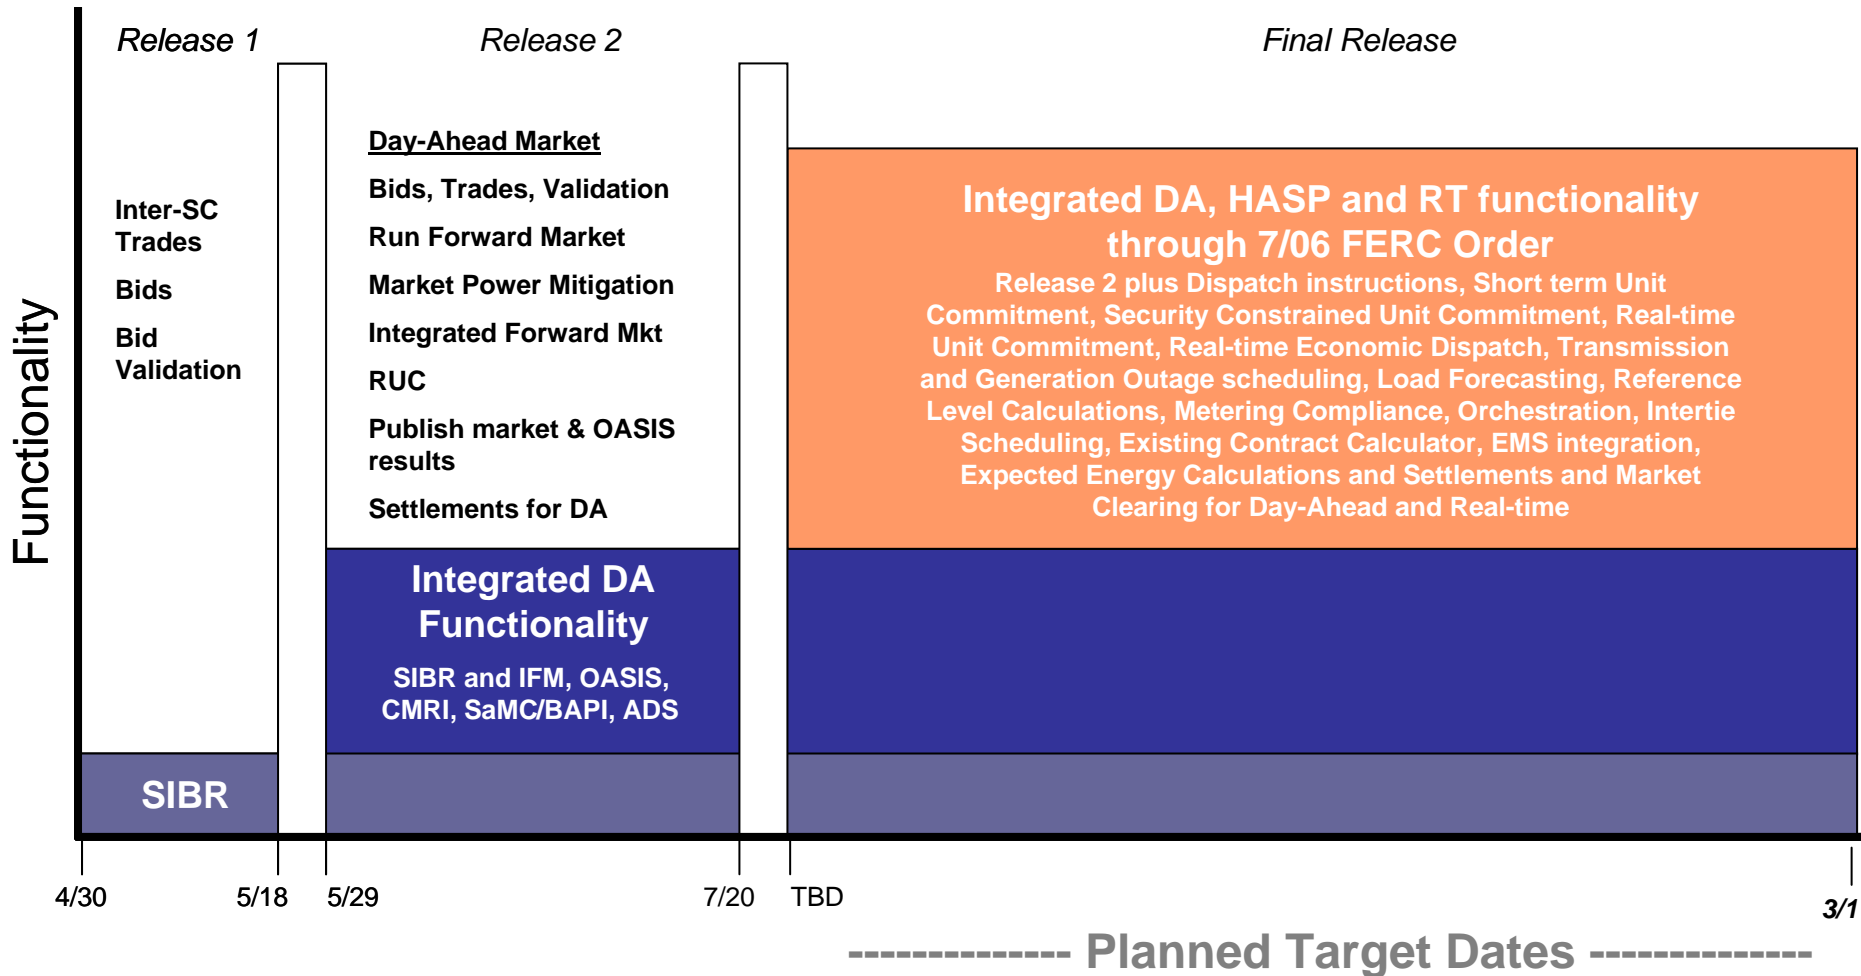 Release 1
Release 2
Final Release
Functionality
Inter-SC
Trades
Bids
Bid
Validation
Day-Ahead Market
Bids, Trades, Validation
Run Forward Market
Market Power Mitigation
Integrated Forward Mkt
RUC
Publish market & OASIS
results
Settlements for DA
Integrated DA, HASP and RT functionality
through 7/06 FERC Order
Release 2 plus Dispatch instructions, Short term Unit
Commitment, Security Constrained Unit Commitment, Real-time
Unit Commitment, Real-time Economic Dispatch, Transmission
and Generation Outage scheduling, Load Forecasting, Reference
Level Calculations, Metering Compliance, Orchestration, Intertie
Scheduling, Existing Contract Calculator, EMS integration,
Expected Energy Calculations and Settlements and Market
Clearing for Day-Ahead and Real-time
Integrated DA
Functionality
SIBR and IFM, OASIS,
CMRI, SaMC/BAPI, ADS
SIBR
4/30
5/18
5/29
7/20
TBD
3/1
-------------- Planned Target Dates --------------